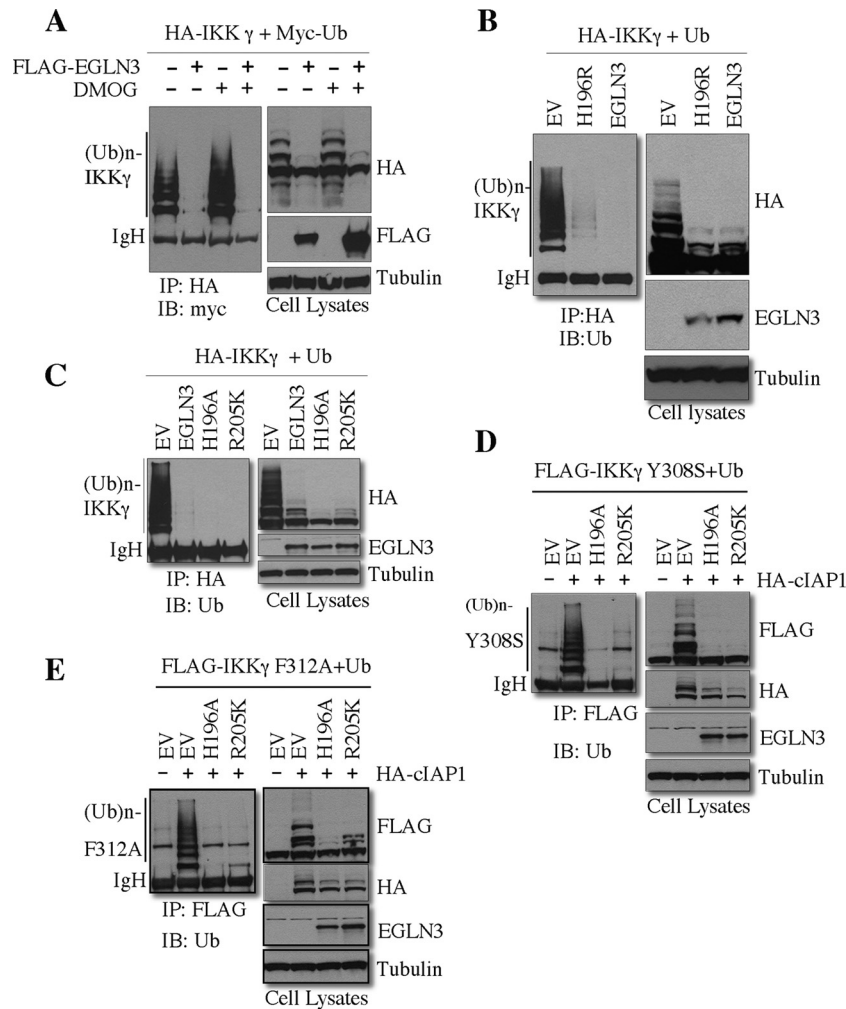 A
HA-IKK γ + Myc-Ub
FLAG-EGLN3 – + – + – + – +
DMOG – – + + – – + +
(Ub)n-
IKKγ
HA
IgH
FLAG
Tubulin
IP: HA
IB: myc
Cell Lysates
B
HA-IKKγ + Ub
EV H196R EGLN3 EV H196R EGLN3
(Ub)n-
IKKγ
HA
IgH
IP:HA
IB:Ub
EGLN3
Tubulin
Cell lysates
C
HA-IKKγ + Ub
EV EGLN3 H196A R205K EV EGLN3 H196A R205K
(Ub)n-
IKKγ
HA
IgH
EGLN3
Tubulin
IP: HA
IB: Ub
Cell Lysates
D
FLAG-IKKγ Y308S+Ub
EV EV H196A R205K EV EV H196A R205K
– + + + – + + + HA-cIAP1
(Ub)n-
Y308S
FLAG
IgH
HA
IP: FLAG
IB: Ub
EGLN3
Tubulin
Cell Lysates
E
FLAG-IKKγ F312A+Ub
EV EV H196A R205K EV EV H196A R205K
– + + + – + + + HA-cIAP1
(Ub)n-
F312A
FLAG
IgH
HA
IP: FLAG
IB: Ub
EGLN3
Tubulin
Cell Lysates